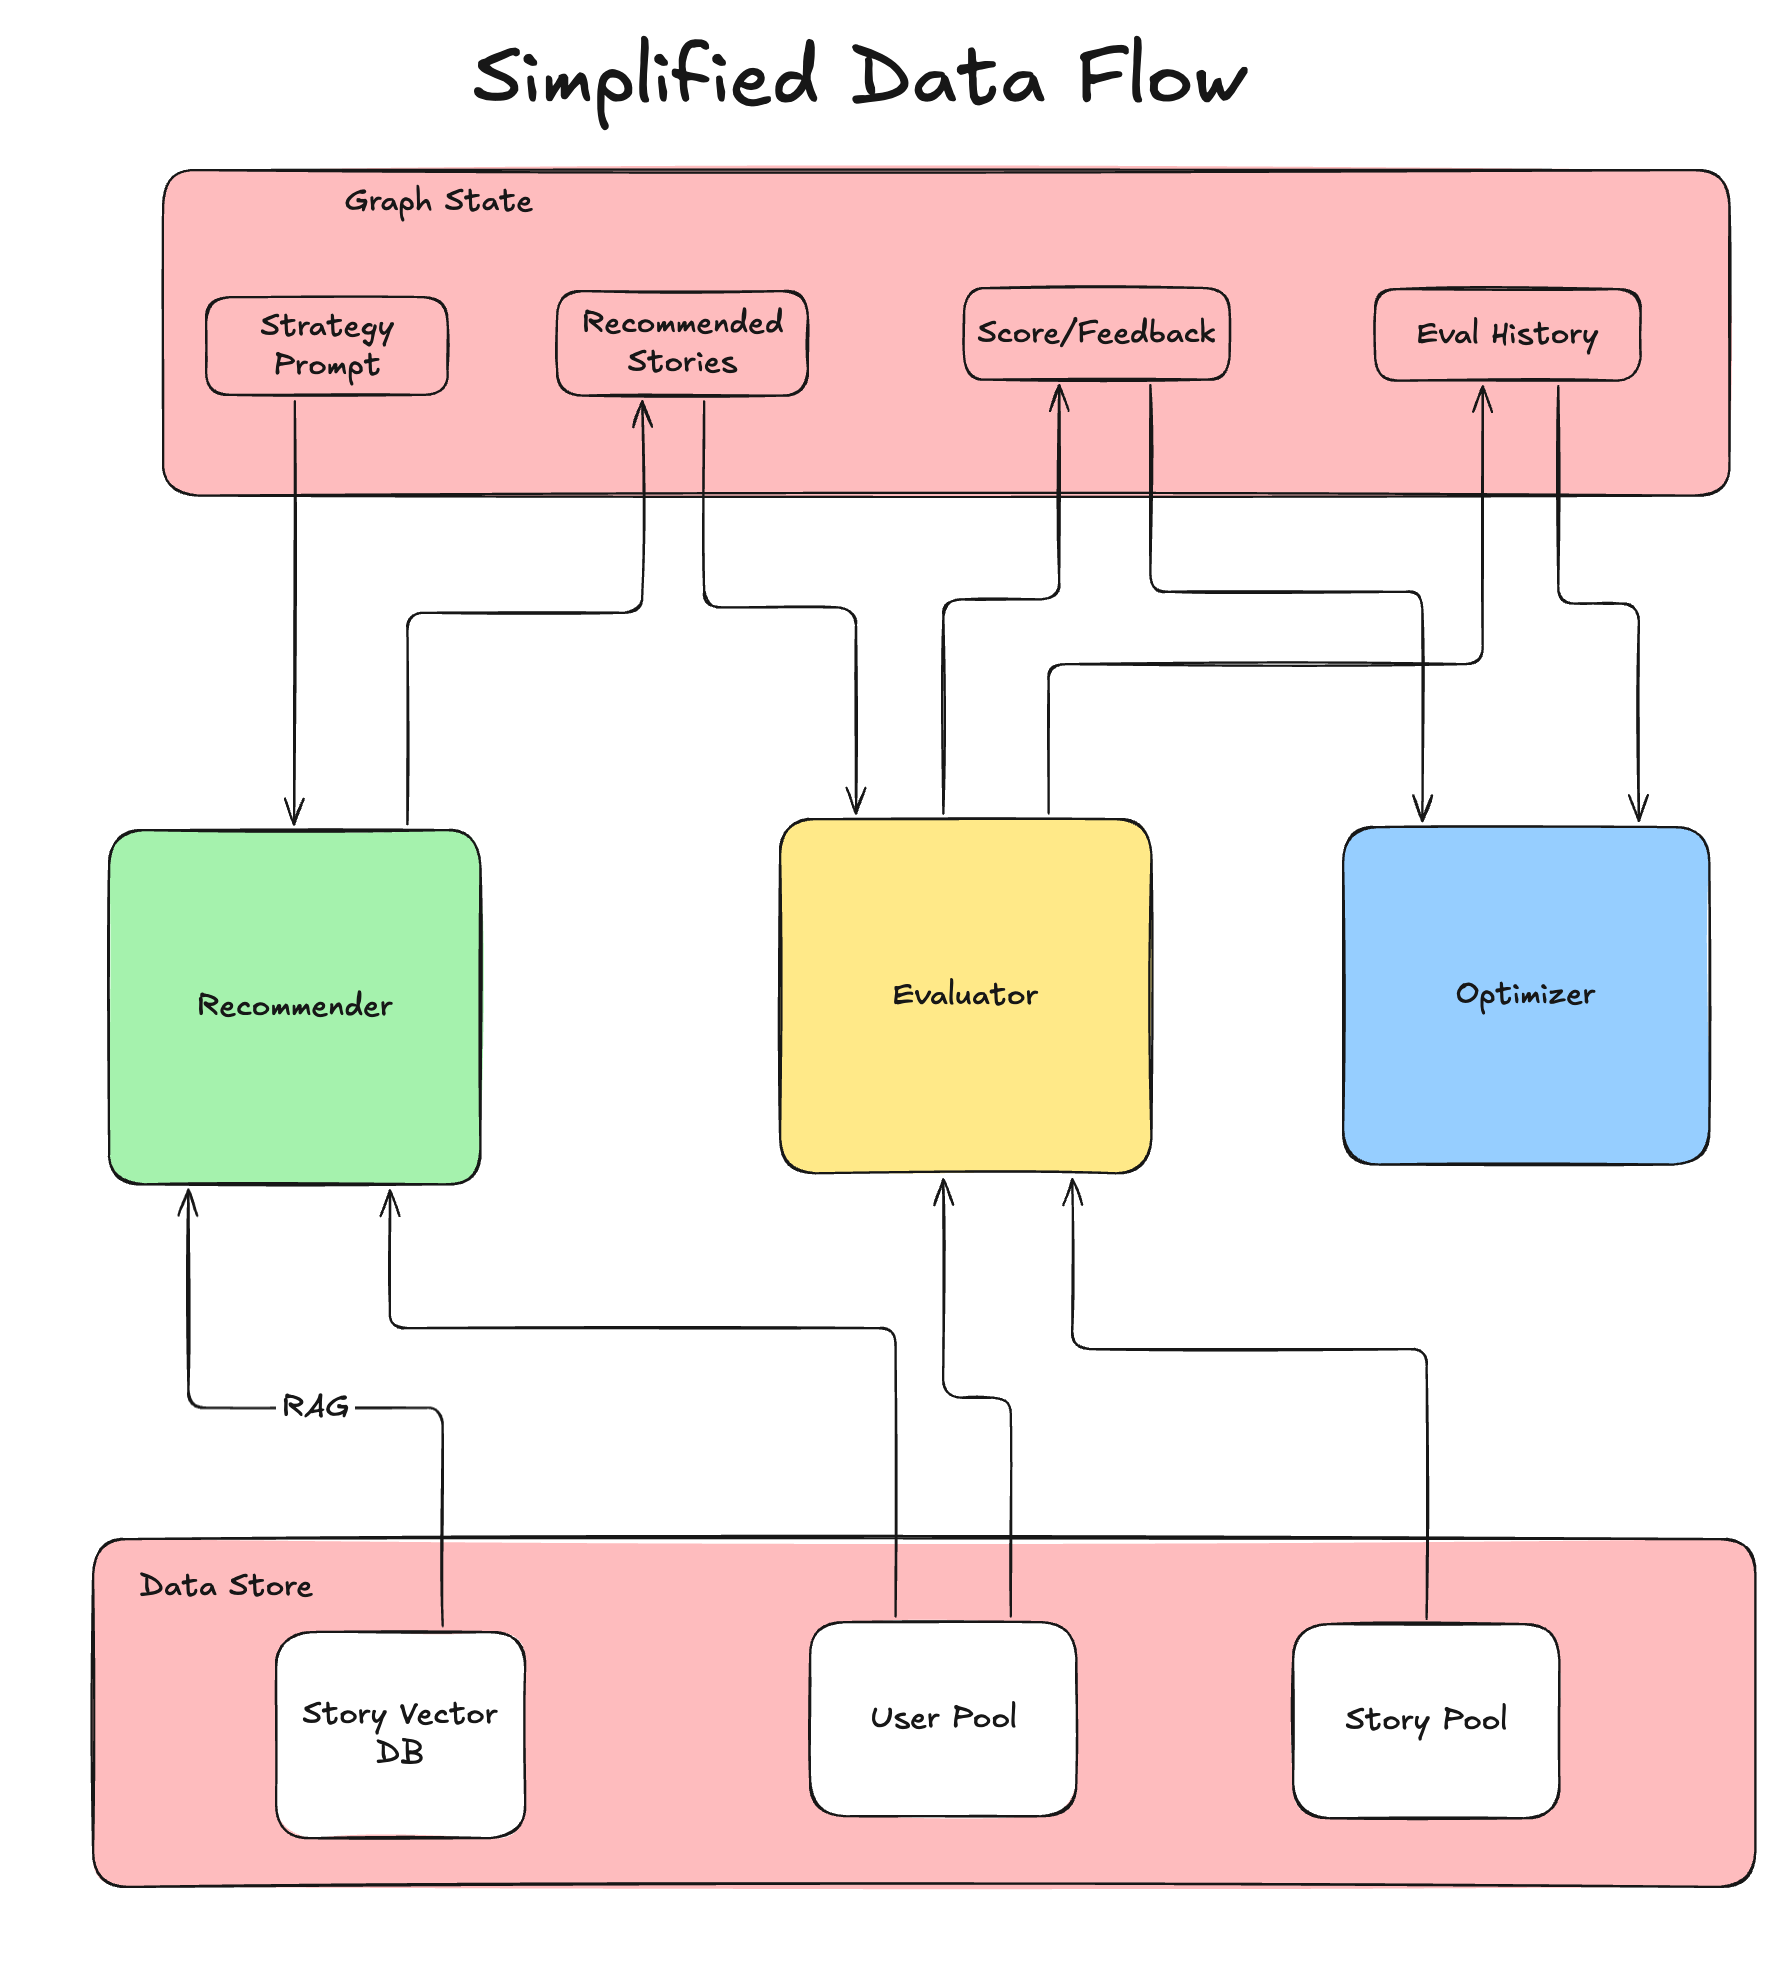 Simplified Data Flow
Graph State
Strategy
Prompt
Recommended
Stories
Score/Feedback
Eval History
Recommender
Evaluator
Optimizer
RAG
Data Store
Story Vector
DB
User Pool
Story Pool